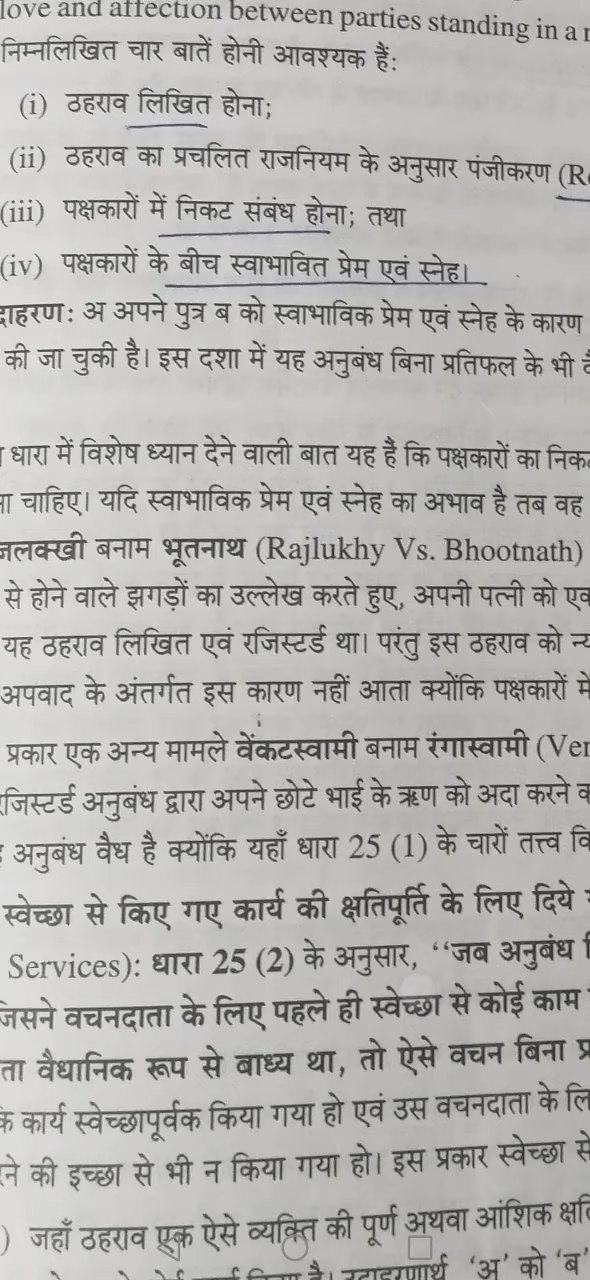 love and affection between parties standing in a
निम्नलिखित चार बातें होनी आवश्यक हैं:
(i) ठहराव लिखित होना;
(ii) ठहराव का प्रचलित राजनियम के अनुसार पंजीकरण
(iii) पक्षकारों में निकट संबंध होना; तथा
(iv) पक्षकारों के बीच स्वाभावित प्रेम एवं स्नेह।
अ अपने पुत्र ब को स्वाभाविक प्रेम एवं स्नेह के कारण
की जा चुकी है। इस दशा में यह अनुबंध बिना प्रतिफल के भी
धारा में विशेष ध्यान देने वाली बात यह है कि पक्षकारों का
चाहिए। यदि स्वाभाविक प्रेम एवं स्नेह का अभाव है तब वह
बनाम भूतनाथ (Rajlukhy Vs. Bhootnath)
से होने वाले झगड़ों का उल्लेख करते हुए, अपनी पत्नी को
यह ठहराव लिखित एवं रजिस्टर्ड था। परंतु इस ठहराव को
अपवाद के अंतर्गत इस कारण नहीं आता क्योंकि पक्षकारों
प्रकार एक अन्य मामले वेंकटस्वामी बनाम रंगास्वामी
अनुबंध द्वारा अपने छोटे भाई के ऋण को अदा करने
अनुबंध वैध है क्योंकि यहाँ धारा 25 (1) के चारों तत्त्व
स्वेच्छा से किए गए कार्य की क्षतिपूर्ति के लिए दिये
Services): धारा 25 (2) के अनुसार, “जब अनुबंध
वचनदाता के लिए पहले ही स्वेच्छा से कोई काम
वैधानिक रूप से बाध्य था, तो ऐसे वचन बिना
कार्य स्वेच्छापूर्वक किया गया हो एवं उस वचनदाता के
की इच्छा से भी न किया गया हो। इस प्रकार स्वेच्छा से
) जहाँ ठहराव एक ऐसे व्यक्ति की पूर्ण अथवा आंशिक
'अ' को 'ब'